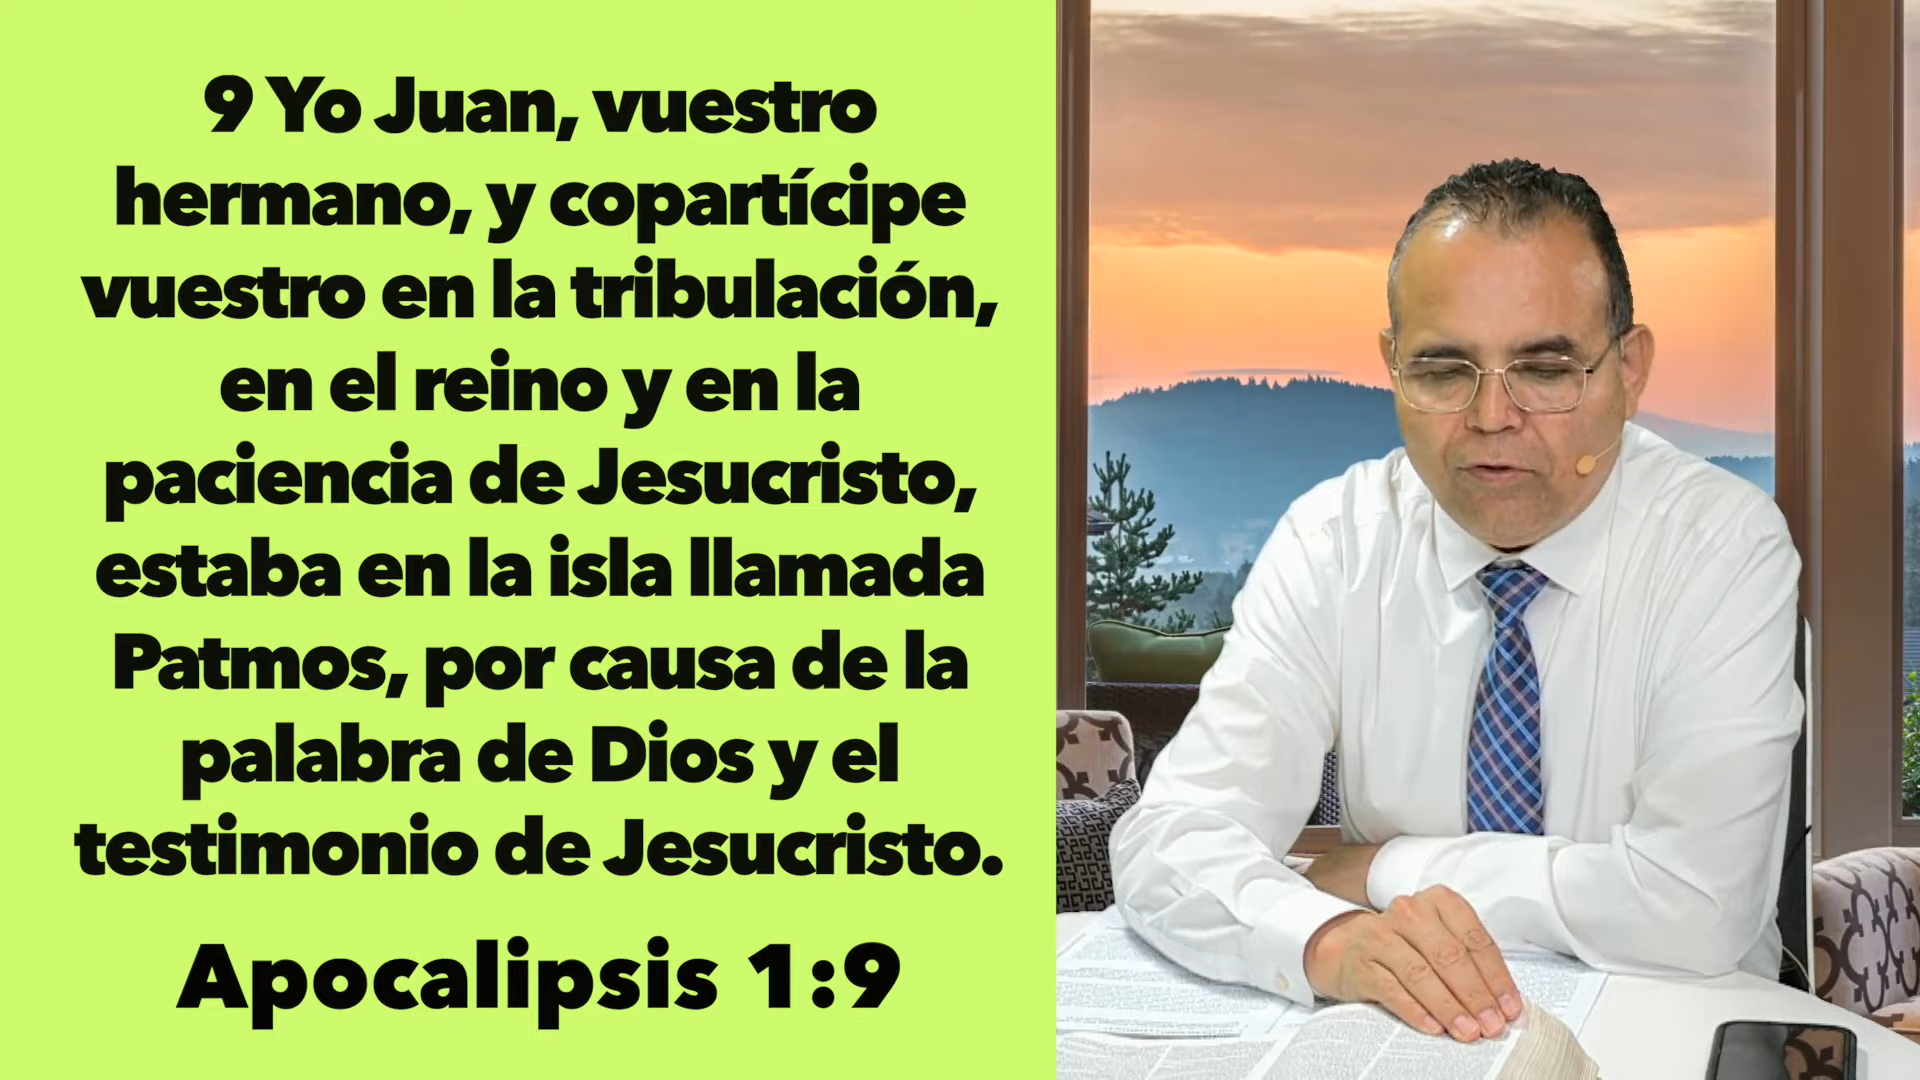 9 Yo Juan, vuestro
hermano, y copartícipe
vuestro en la tribulación,
en el reino y en la
paciencia de Jesucristo,
estaba en la isla llamada
Patmos, por causa de la
palabra de Dios y el
testimonio de Jesucristo.
Apocalipsis 1:9